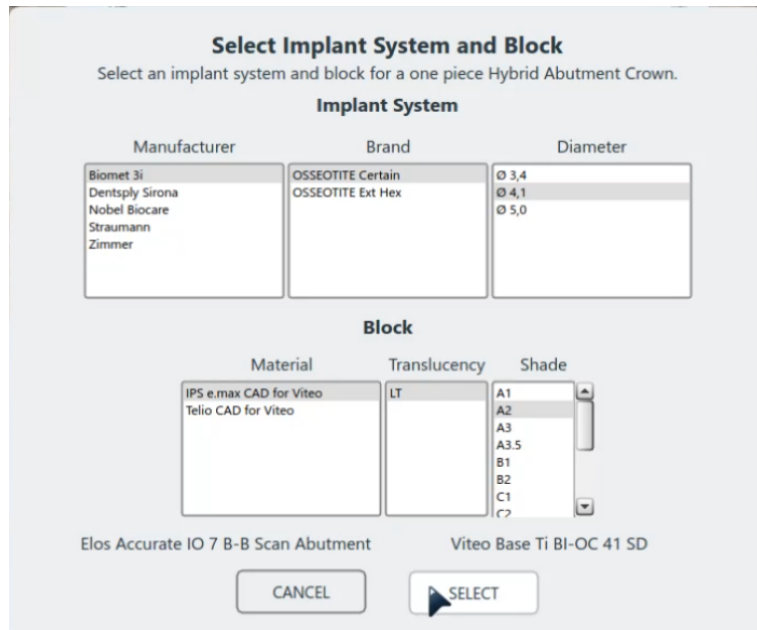 Select Implant System and Block
Select an implant system and block for a one piece Hybrid Abutment Crown.
Implant System
Manufacturer
Brand
Diameter
Biomet 3i
Dentsply Sirona
Nobel Biocare
Straumann
Zimmer
OSSEOTITE Certain
OSSEOTITE Ext Hex
Ø 3,4
Ø 4,1
Ø 5,0
Block
Material
Translucency
Shade
IPS e.max CAD for Viteo
Telio CAD for Viteo
LT
A1
A2
A3
A3.5
B1
B2
C1
C2
Elos Accurate IO 7 B-B Scan Abutment
Viteo Base Ti BI-OC 41 SD
CANCEL
SELECT